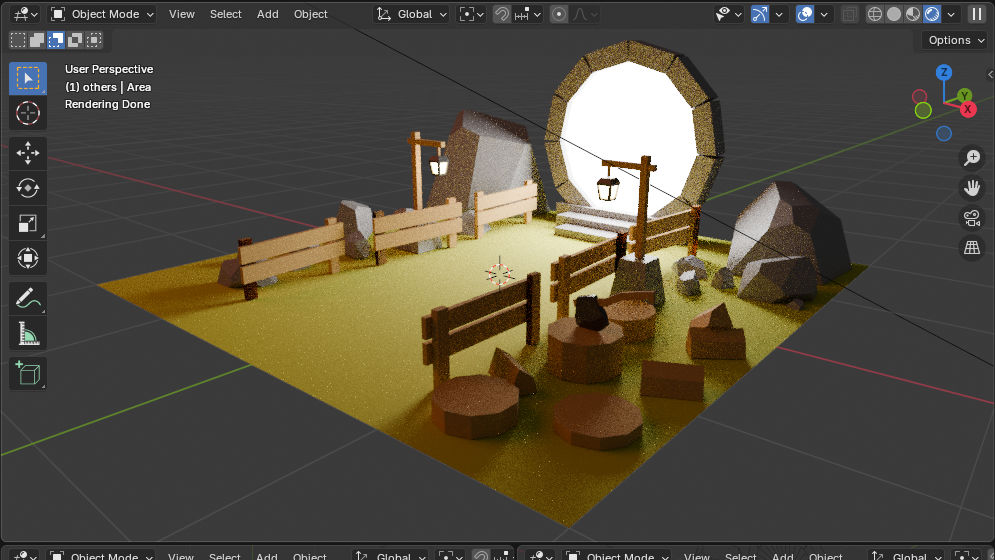 Object Mode View Select Add Object Global
Options
User Perspective
(1) others | Area
Rendering Done
Z
Y
X
Object Mode View Select Add Object Global Object Mode View Select Add Object Global